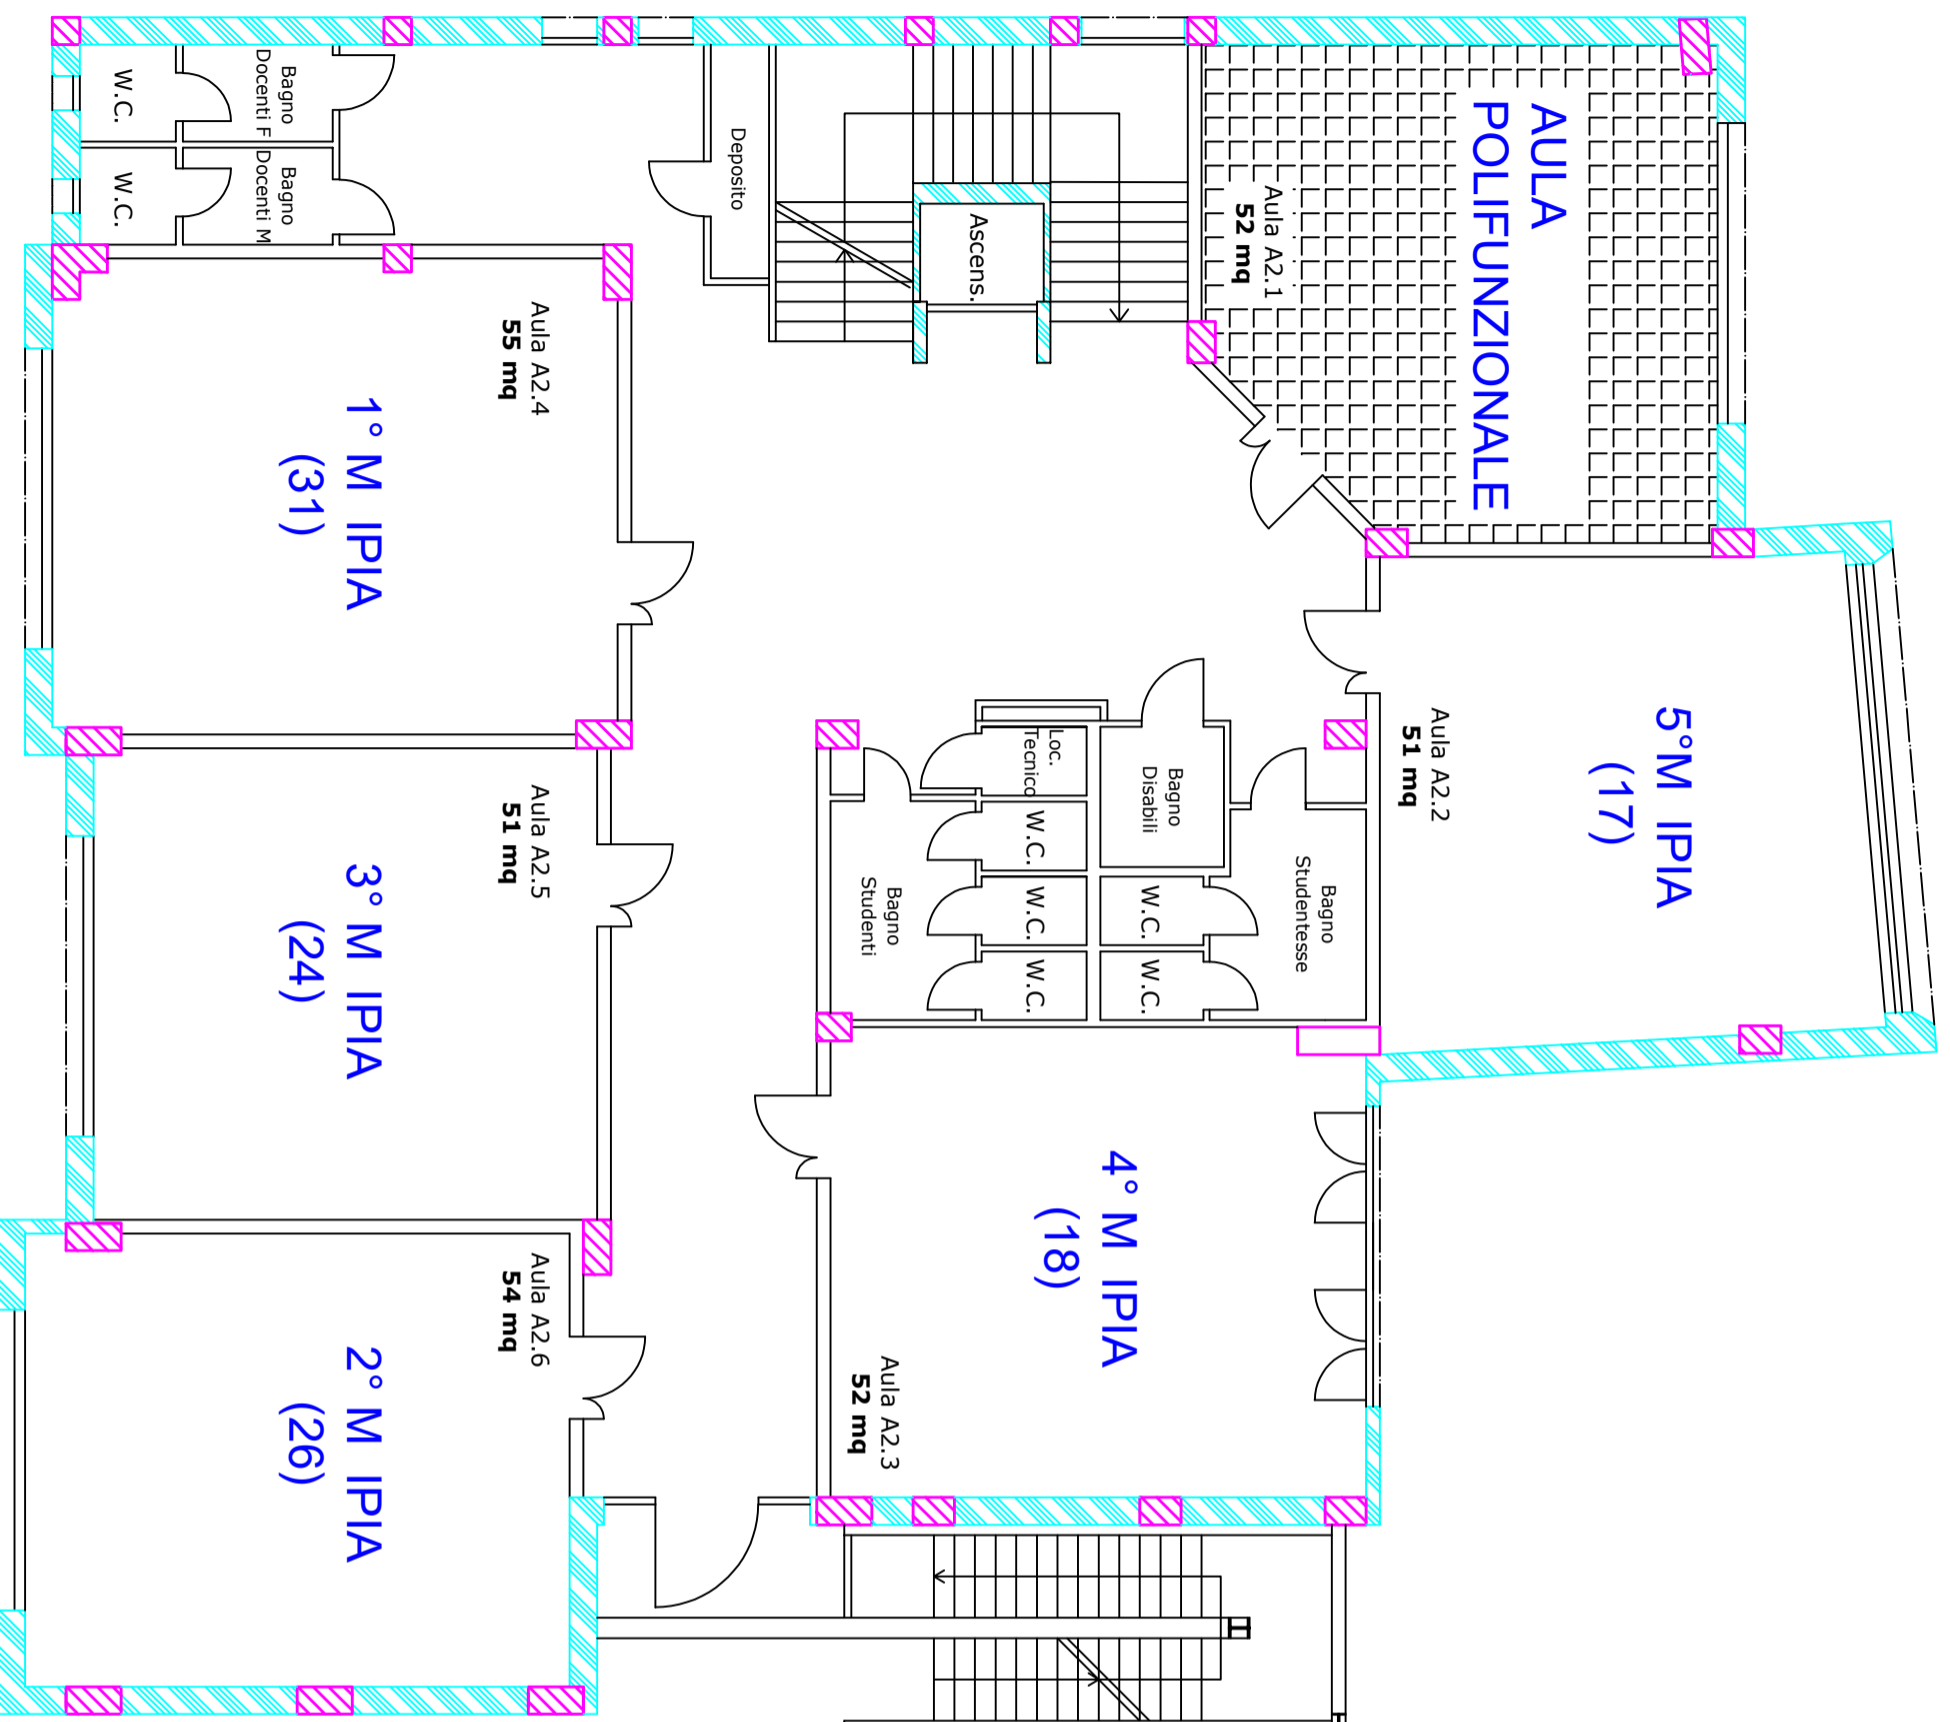 AULA
POLIFUNZIONALE
Aula A2.1
52 mq
5°M IPIA
(17)
Aula A2.2
51 mq
Ascens.
Deposito
Bagno
Docenti F
W.C.
Bagno
Docenti M
W.C.
Aula A2.4
55 mq
1° M IPIA
(31)
Loc.
Tecnico
Bagno
Disabili
Bagno
Studentesse
W.C.
W.C.
W.C.
W.C.
W.C.
Bagno
Studenti
Aula A2.5
51 mq
3° M IPIA
(24)
4° M IPIA
(18)
Aula A2.3
52 mq
Aula A2.6
54 mq
2° M IPIA
(26)